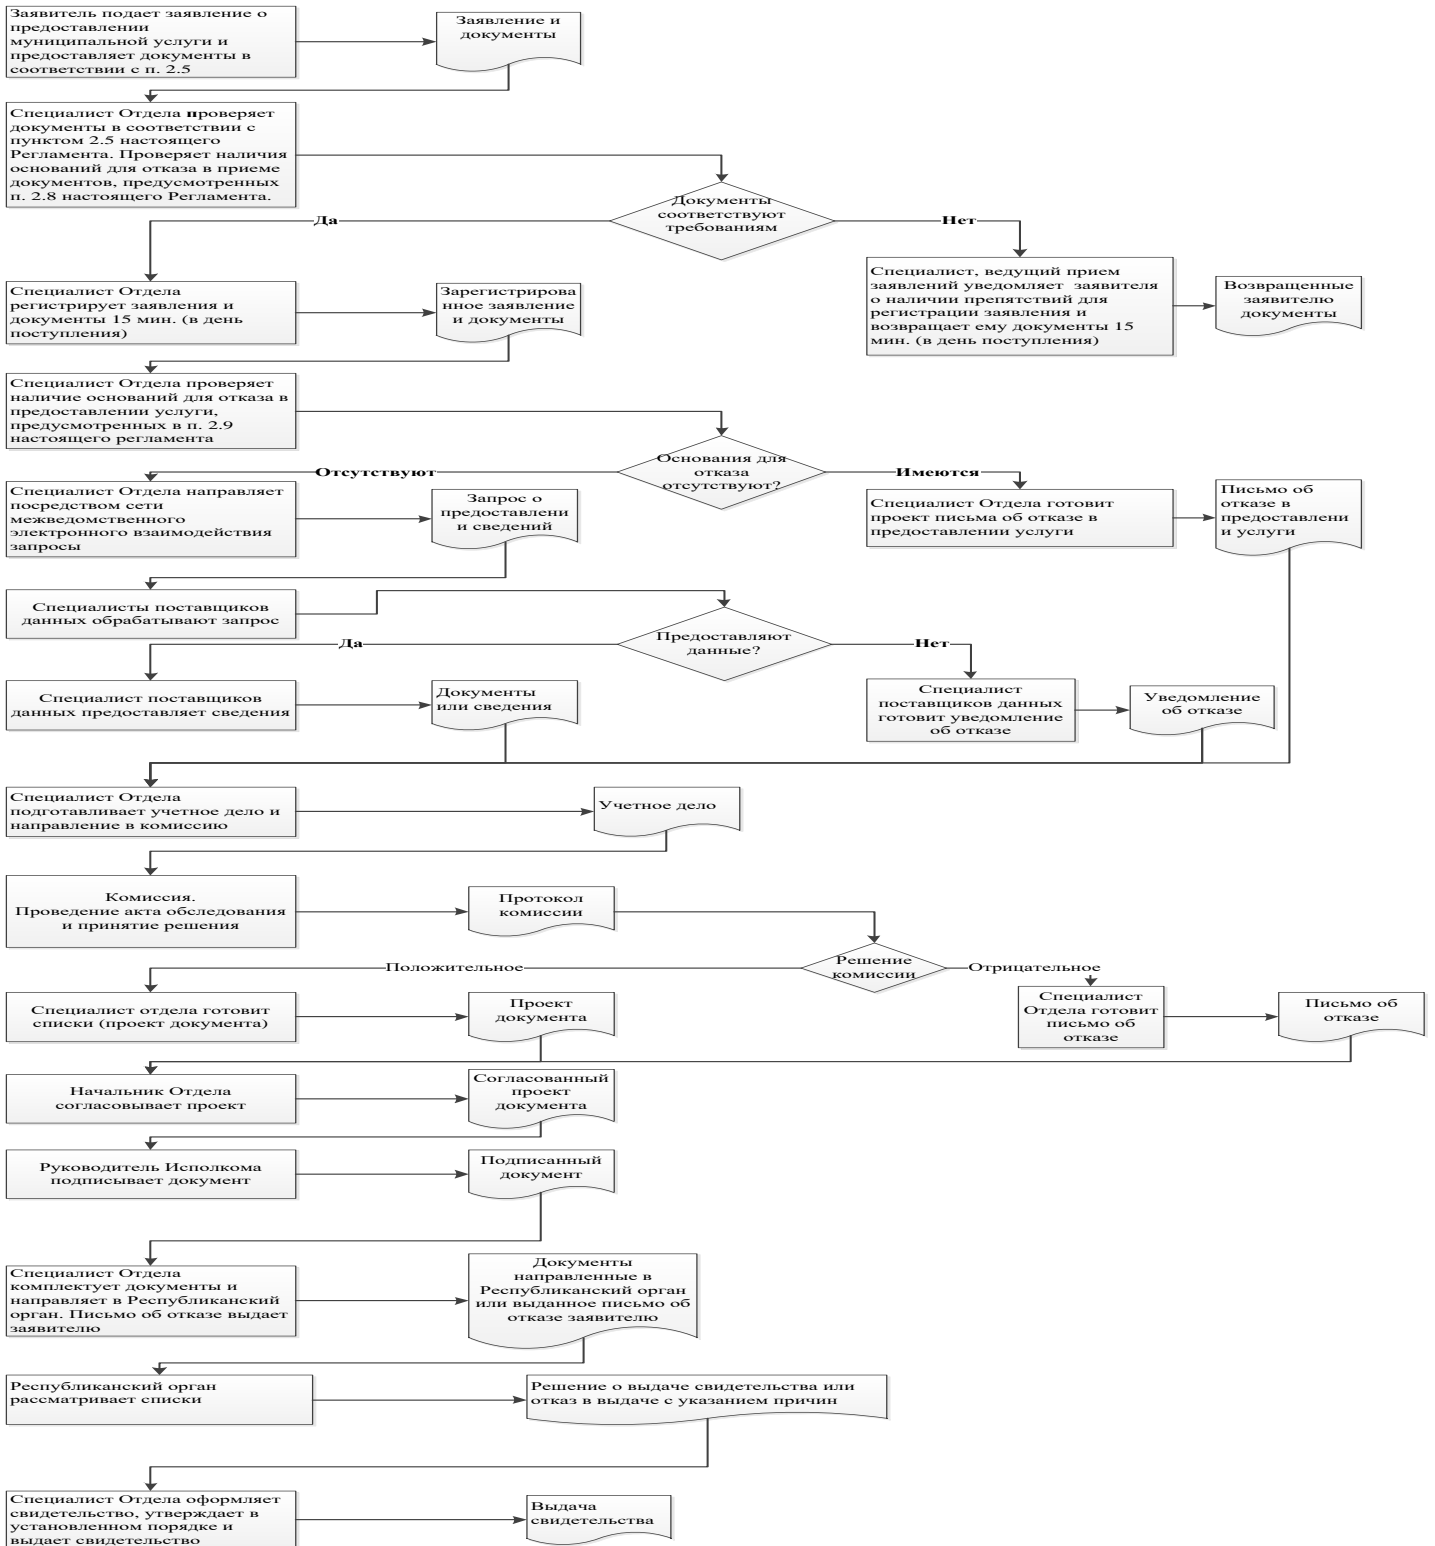 Заявитель подает заявление о
предоставлении
муниципальной услуги и
предоставляет документы в
соответствии с п. 2.5
Заявление и
документы
Специалист Отдела проверяет
документы в соответствии с
пунктом 2.5 настоящего
Регламента. Проверяет наличия
оснований для отказа в приеме
документов, предусмотренных
п. 2.8 настоящего Регламента.
Документы
соответствуют
требованиям
Да
Нет
Специалист Отдела
регистрирует заявления и
документы 15 мин. (в день
поступления)
Зарегистрирова
нное заявление
и документы
Специалист, ведущий прием
заявлений уведомляет заявителя
о наличии препятствий для
регистрации заявления и
возвращает ему документы 15
мин. (в день поступления)
Возвращенные
заявителю
документы
Специалист Отдела проверяет
наличие оснований для отказа в
предоставлении услуги,
предусмотренных в п. 2.9
настоящего регламента
Основания для
отказа
отсутствуют?
Отсутствуют
Имеются
Специалист Отдела направляет
посредством сети
межведомственного
электронного взаимодействия
запросы
Запрос о
предоставлени
и сведений
Специалист Отдела готовит
проект письма об отказе в
предоставлении услуги
Письмо об
отказе в
предоставлени
и услуги
Специалисты поставщиков
данных обрабатывают запрос
Предоставляют
данные?
Да
Нет
Специалист поставщиков
данных предоставляет сведения
Документы
или сведения
Специалист
поставщиков данных
готовит уведомление
об отказе
Уведомление
об отказе
Специалист Отдела
подготавливает учетное дело и
направление в комиссию
Учетное дело
Комиссия.
Проведение акта обследования
и принятие решения
Протокол
комиссии
Решение
комиссии
Положительное
Отрицательное
Специалист отдела готовит
списки (проект документа)
Проект
документа
Специалист
Отдела готовит
письмо об
отказе
Письмо об
отказе
Начальник Отдела
согласовывает проект
Согласованный
проект
документа
Руководитель Исполкома
подписывает документ
Подписанный
документ
Специалист Отдела
комплектует документы и
направляет в Республиканский
орган. Письмо об отказе выдает
заявителю
Документы
направленные в
Республиканский орган
или выданное письмо об
отказе заявителю
Республиканский орган
рассматривает списки
Решение о выдаче свидетельства или
отказ в выдаче с указанием причин
Специалист Отдела оформляет
свидетельство, утверждает в
установленном порядке и
выдает свидетельство
Выдача
свидетельства